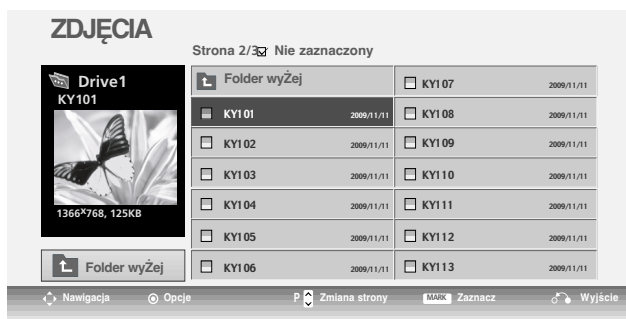 ZDJĘCIA
Strona 2/3 Nie zaznaczony
Drive1
KY101
1366x768, 125KB
Folder wyŻej
Folder wyŻej
KY101 2009/11/11
KY102 2009/11/11
KY103 2009/11/11
KY104 2009/11/11
KY105 2009/11/11
KY106 2009/11/11
KY107 2009/11/11
KY108 2009/11/11
KY109 2009/11/11
KY110 2009/11/11
KY111 2009/11/11
KY112 2009/11/11
KY113 2009/11/11
Nawigacja Opcje P Zmiana strony MARK Zaznacz Wyjście